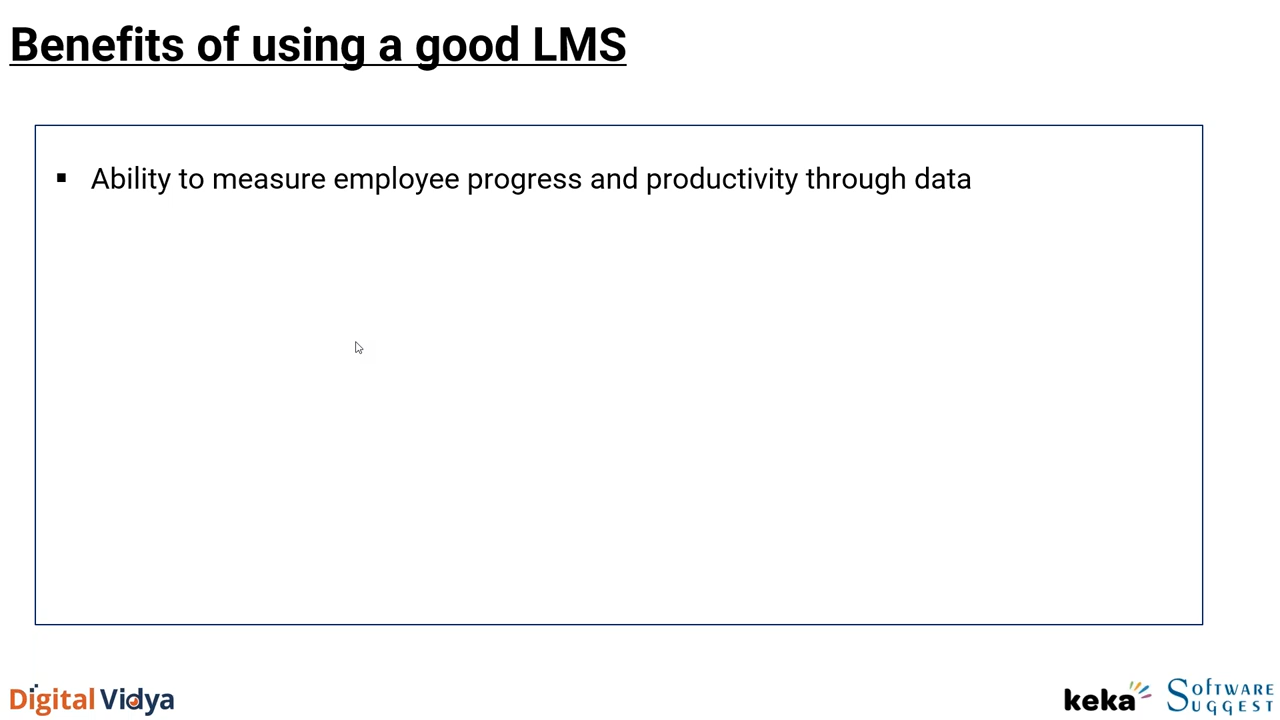 Benefits of using a good LMS
▪ Ability to measure employee progress and productivity through data
Digital Vidya
keka
SOFTWARE
SUGGEST